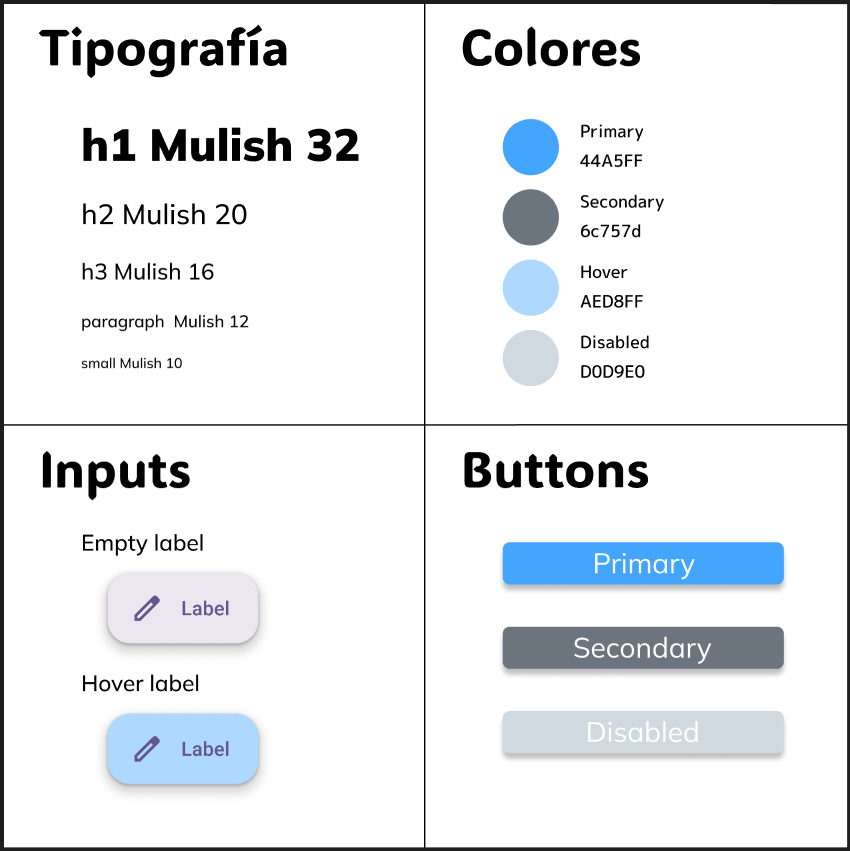 Tipografía
h1 Mulish 32
h2 Mulish 20
h3 Mulish 16
paragraph  Mulish 12
small Mulish 10
Colores
Primary
44A5FF
Secondary
6c757d
Hover
AED8FF
Disabled
D0D9E0
Inputs
Empty label
Label
Hover label
Label
Buttons
Primary
Secondary
Disabled